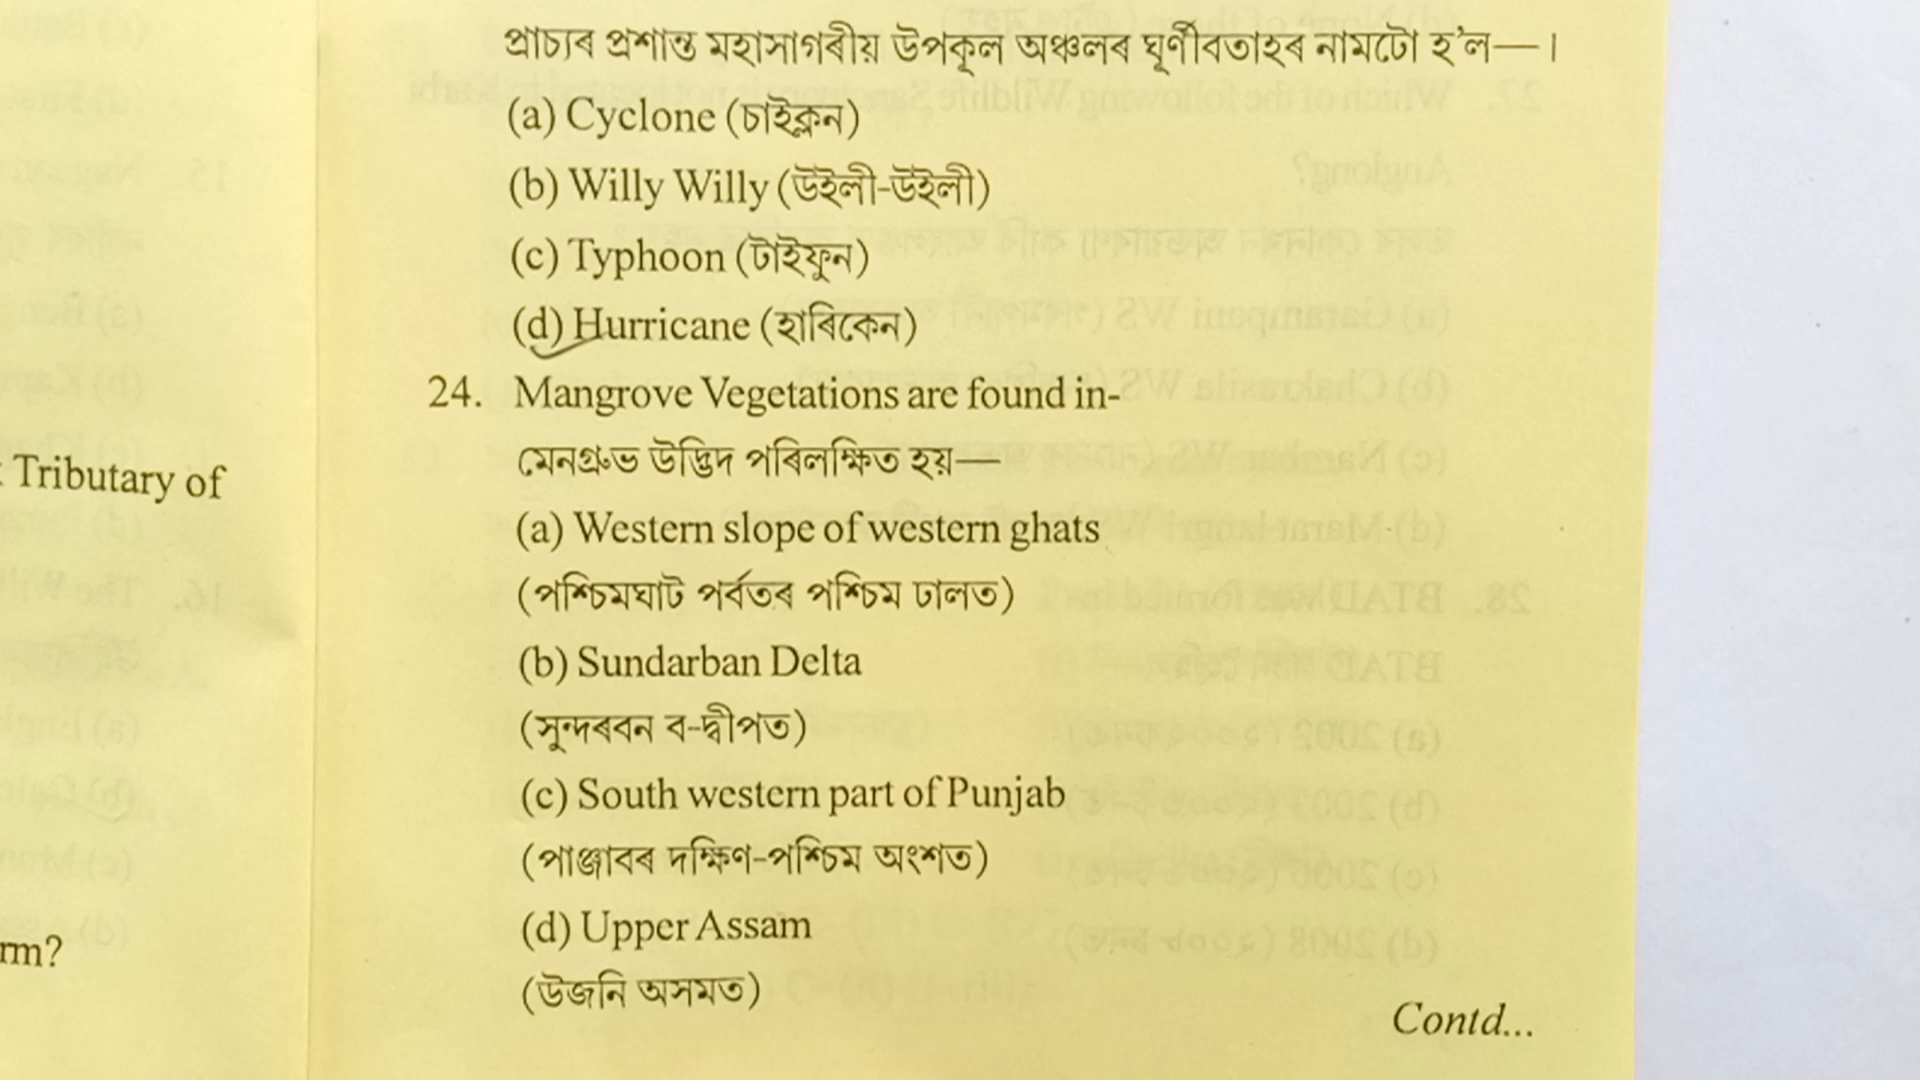 প্ৰাচ্যৰ প্ৰশান্ত মহাসাগৰীয় উপকূল অঞ্চলৰ ঘূৰ্ণীবতাহৰ নামটো হ'ল—।
(a) Cyclone (চাইক্লন)
(b) Willy Willy (উইলী-উইলী)
(c) Typhoon (টাইফুন)
(d) Hurricane (হাৰিকেন)
24. Mangrove Vegetations are found in-
মেনগ্ৰুভ উদ্ভিদ পৰিলক্ষিত হয়—
(a) Western slope of western ghats
(পশ্চিমঘাট পৰ্বতৰ পশ্চিম ঢালত)
(b) Sundarban Delta
(সুন্দৰবন ব-দ্বীপত)
(c) South western part of Punjab
(পাঞ্জাবৰ দক্ষিণ-পশ্চিম অংশত)
(d) Upper Assam
(উজনি অসমত)
Contd...
Tributary of
rm?